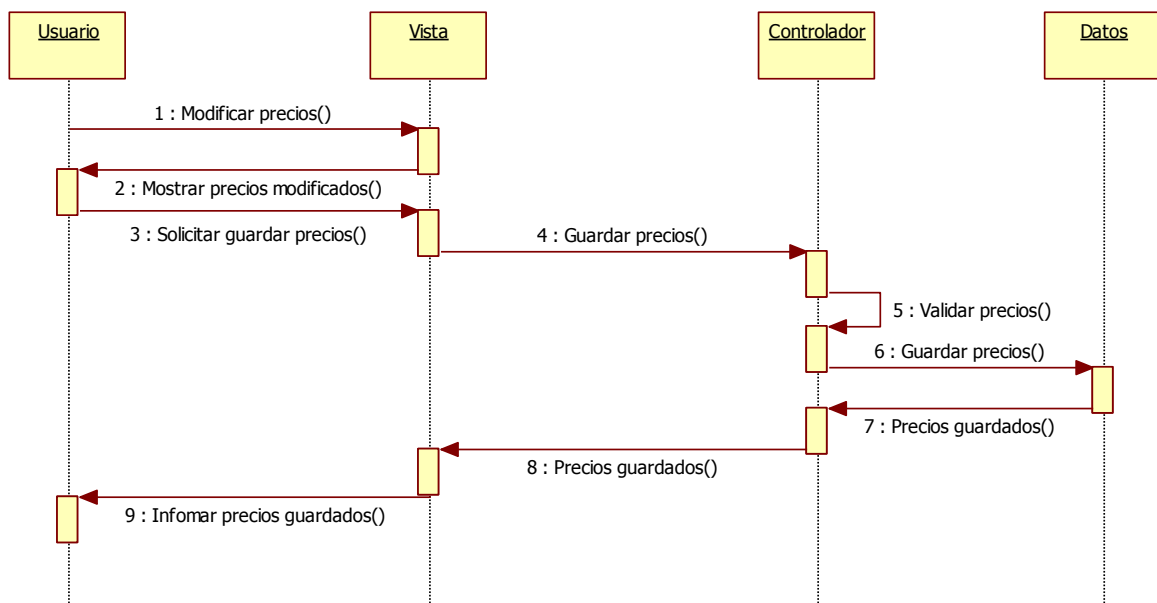 Usuario
Vista
Controlador
Datos
1 : Modificar precios()
2 : Mostrar precios modificados()
3 : Solicitar guardar precios()
4 : Guardar precios()
5 : Validar precios()
6 : Guardar precios()
7 : Precios guardados()
8 : Precios guardados()
9 : Infomar precios guardados()